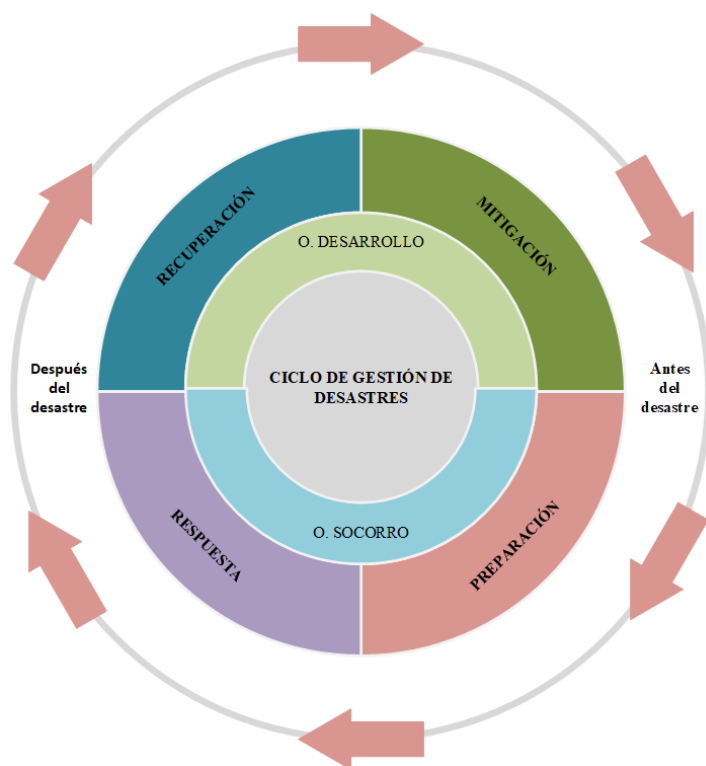 RECUPERACIÓN
MITIGACIÓN
O. DESARROLLO
Después
del
desastre
CICLO DE GESTIÓN DE
DESASTRES
Antes
del
desastre
O. SOCORRO
RESPUESTA
PREPARACIÓN